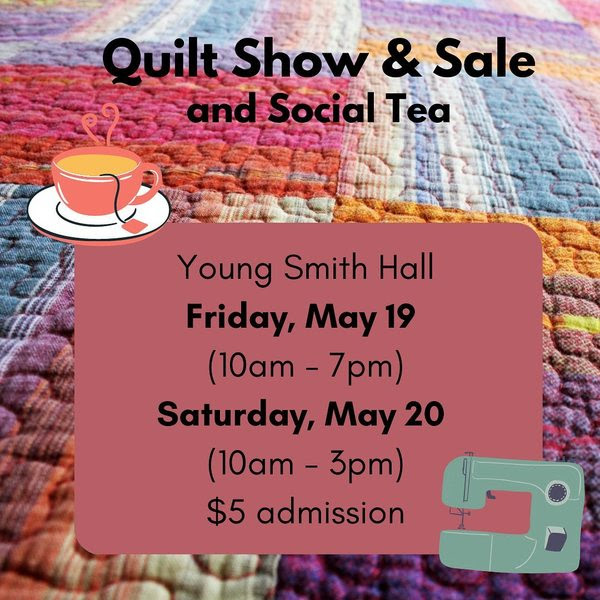 Quilt Show & Sale
and Social Tea
Young Smith Hall
Friday, May 19
(10am - 7pm)
Saturday, May 20
(10am - 3pm)
$5 admission